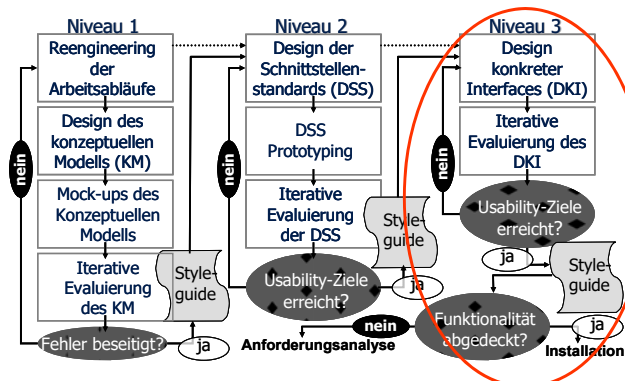 Niveau 1
Reengineering
der
Arbeitsabläufe
Design des
konzeptuellen
Modells (KM)
nein
Mock-ups des
Konzeptuellen
Modells
Iterative
Evaluierung
des KM
Style-
guide
Fehler beseitigt?
ja
Niveau 2
Design der
Schnittstellen-
standards (DSS)
nein
DSS
Prototyping
Iterative
Evaluierung
der DSS
Style-
guide
Usability-Ziele
erreicht?
ja
Niveau 3
Design
konkreter
Interfaces (DKI)
nein
Iterative
Evaluierung des
DKI
Usability-Ziele
erreicht?
ja
Style-
guide
Funktionalität
abgedeckt?
nein
Anforderungsanalyse
ja
Installation